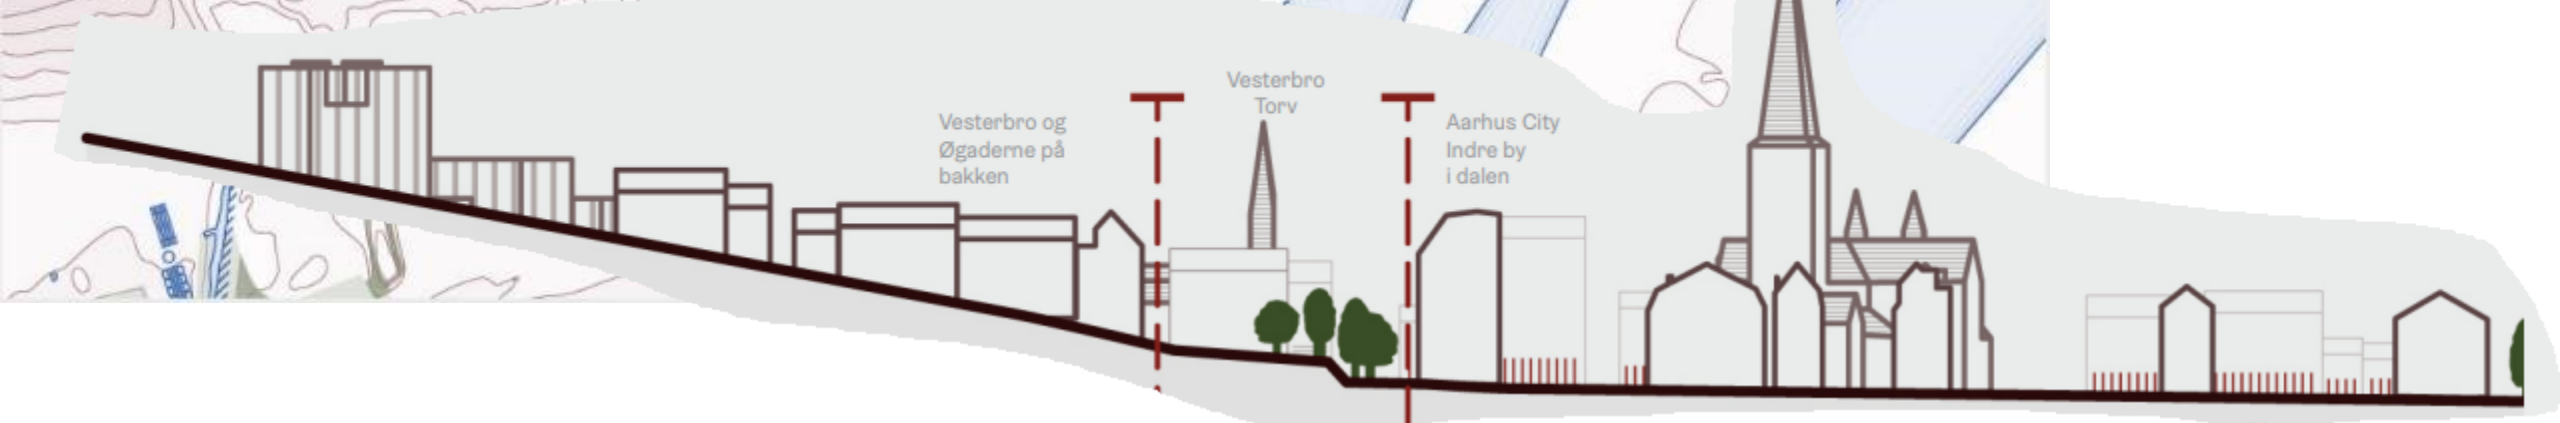 Vesterbro og
Øgaderne på
bakken
Vesterbro
Torv
Aarhus City
Indre by
i dalen